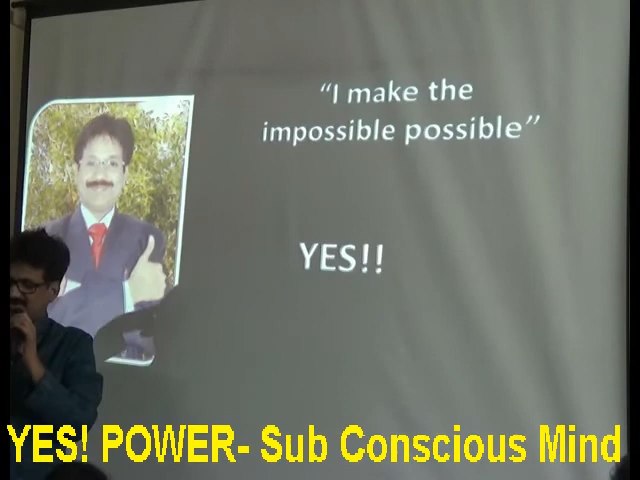 “I make the
impossible possible”
YES!!
YES! POWER- Sub Conscious Mind